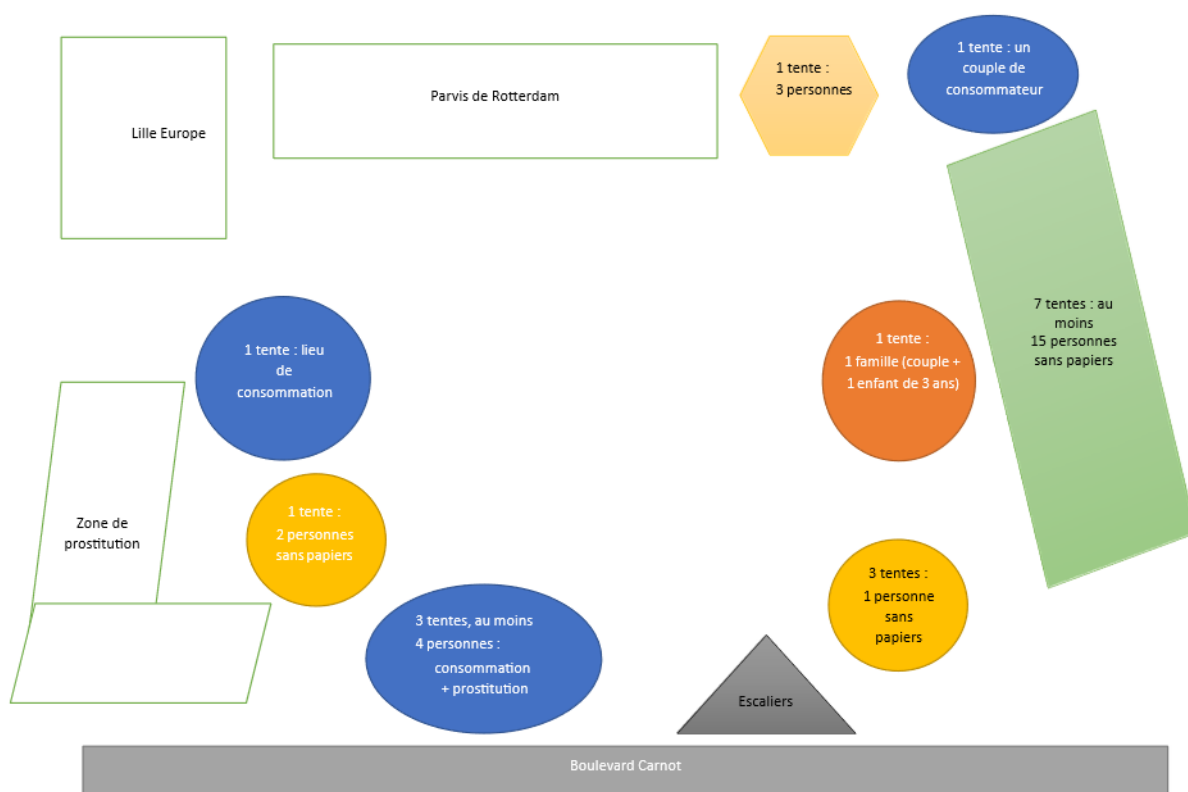 1 tente : un
couple de
consommateur
1 tente :
3 personnes
Parvis de Rotterdam
Lille Europe
7 tentes : au
moins
15 personnes
sans papiers
1 tente :
1 famille (couple +
1 enfant de 3 ans)
1 tente : lieu
de
consommation
1 tente :
2 personnes
sans papiers
Zone de
prostitution
3 tentes :
1 personne
sans
papiers
3 tentes, au moins
4 personnes :
consommation
+ prostitution
Escaliers
Boulevard Carnot